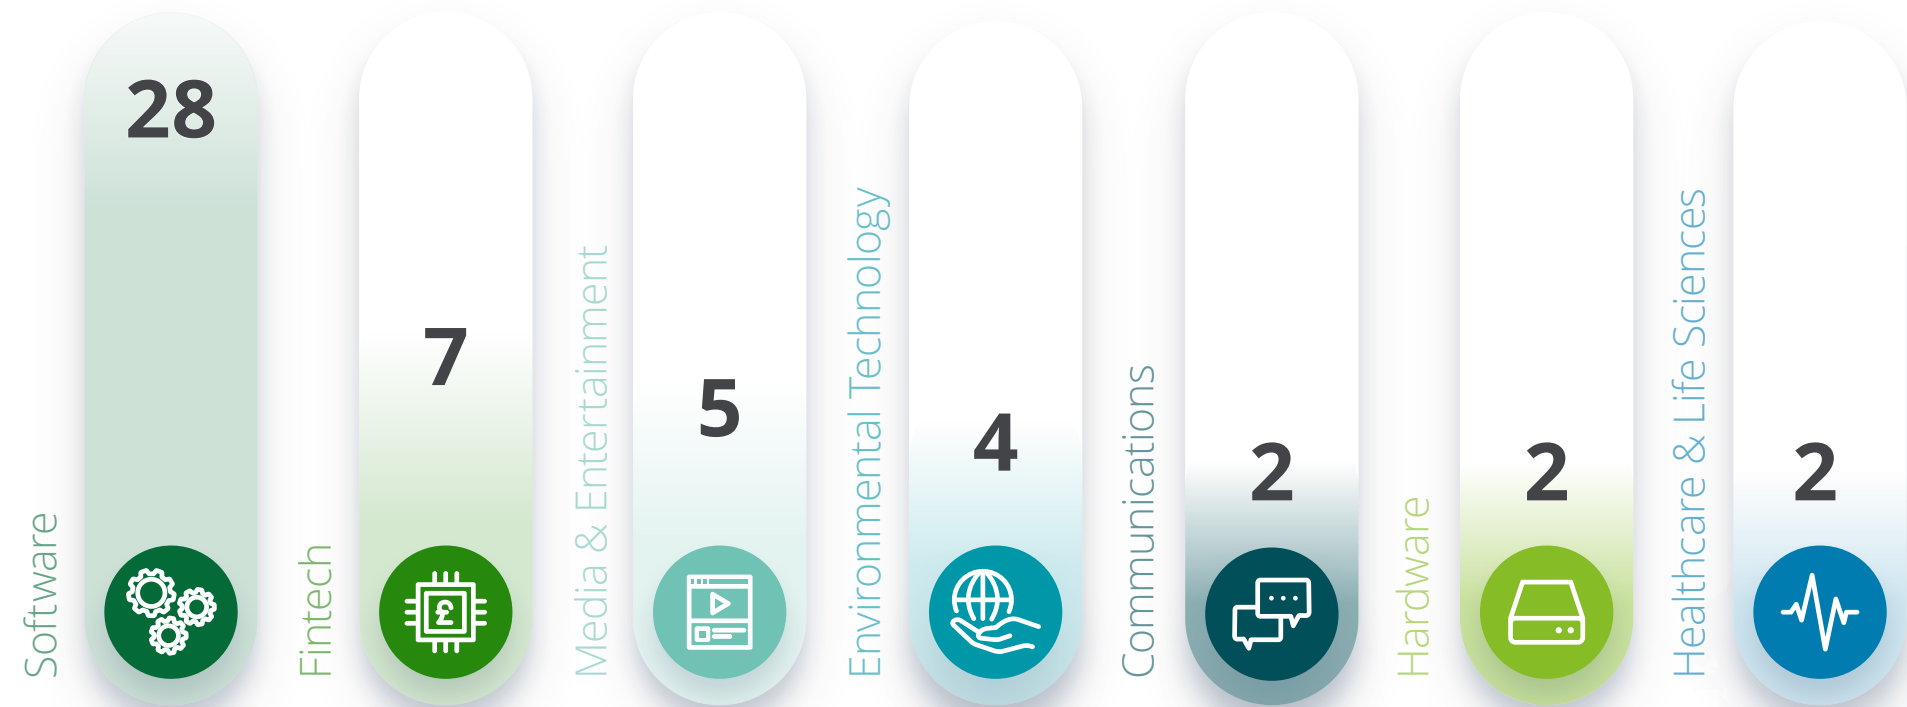 Software
28
Fintech
7
£
Media & Entertainment
5
Environmental Technology
4
Communications
2
Hardware
2
Healthcare & Life Sciences
2